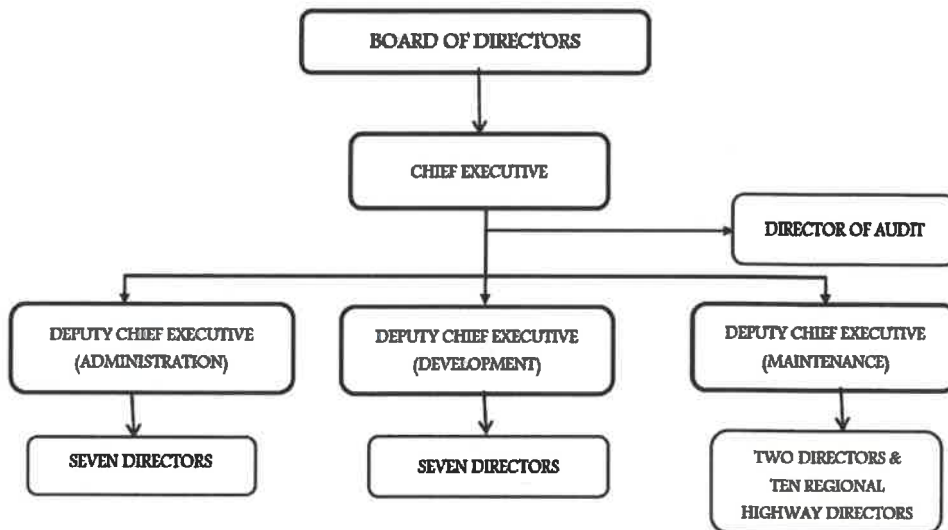 BOARD OF DIRECTORS
CHIEF EXECUTIVE
DIRECTOR OF AUDIT
DEPUTY CHIEF EXECUTIVE
(ADMINISTRATION)
DEPUTY CHIEF EXECUTIVE
(DEVELOPMENT)
DEPUTY CHIEF EXECUTIVE
(MAINTENANCE)
SEVEN DIRECTORS
SEVEN DIRECTORS
TWO DIRECTORS &
TEN REGIONAL
HIGHWAY DIRECTORS